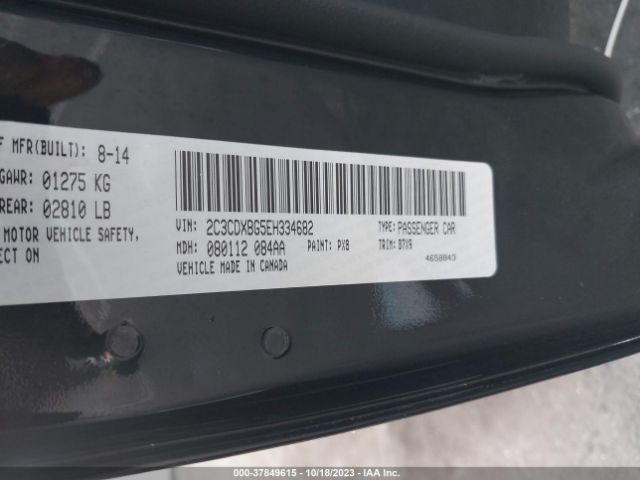 F MFR(BUILT): 8-14
GAWR: 01275 KG
REAR: 02810 LB
MOTOR VEHICLE SAFETY,
ECT ON
VIN: 2C3CDXBG5EH334682
TYPE: PASSENGER CAR
MDH: 080112 084AA
PAINT: PX8
TRIM: B7X9
VEHICLE MADE IN CANADA
4658843
000-37849615 - 10/18/2023 - IAA Inc.